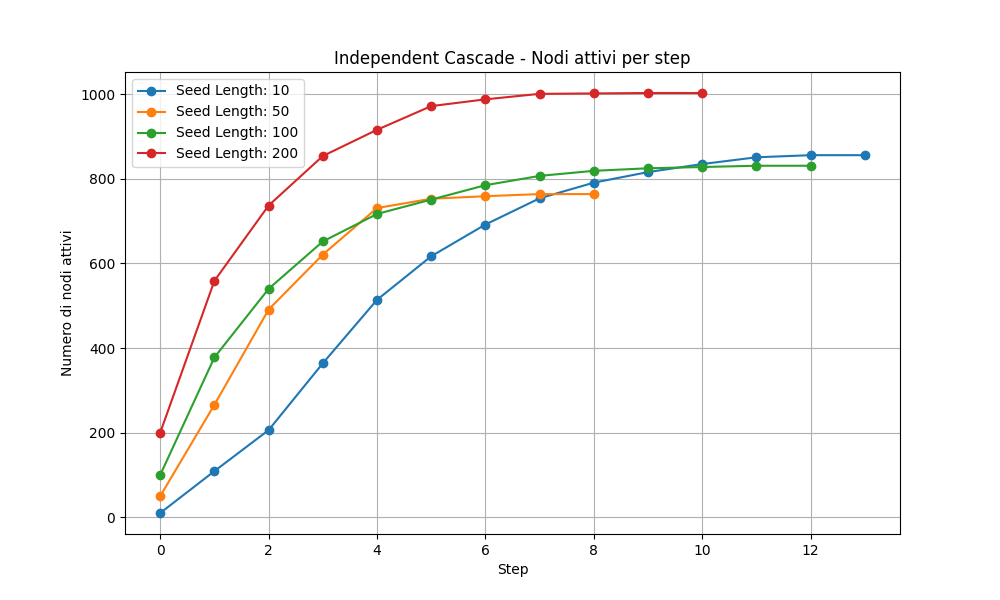 Independent Cascade - Nodi attivi per step
Seed Length: 10
Seed Length: 50
Seed Length: 100
Seed Length: 200
Numero di nodi attivi
1000
800
600
400
200
0
0 2 4 6 8 10 12
Step